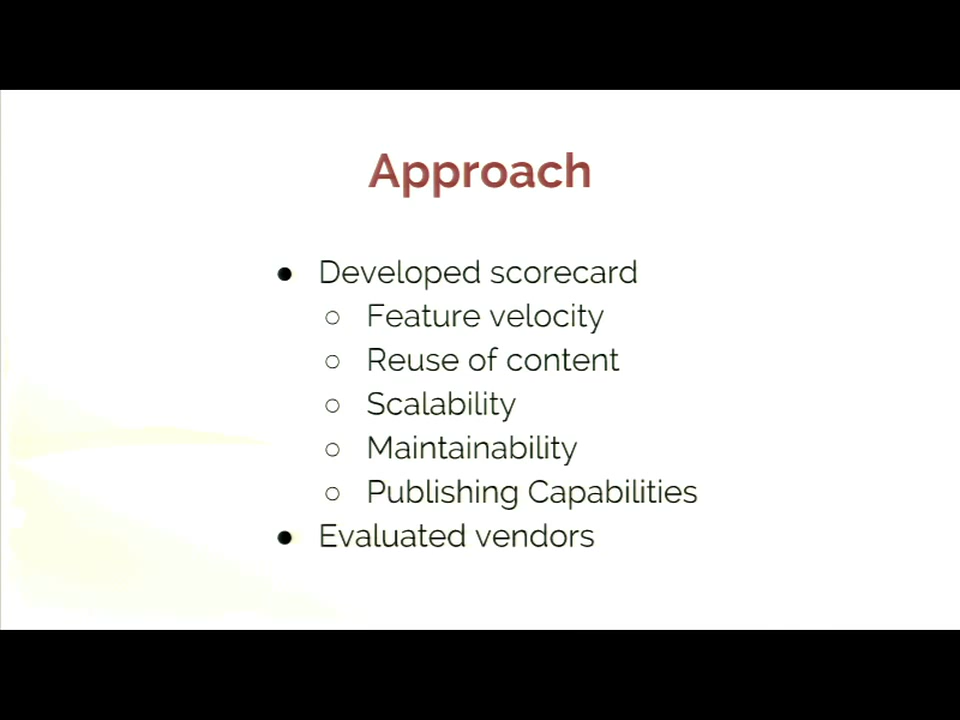 Approach
● Developed scorecard
○ Feature velocity
○ Reuse of content
○ Scalability
○ Maintainability
○ Publishing Capabilities
● Evaluated vendors